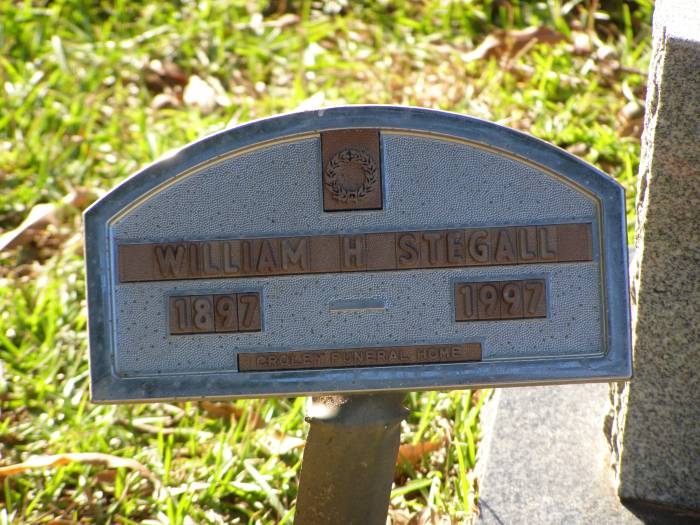 WILLIAM H STEGALL
1897 1997
CROLEY FUNERAL HOME